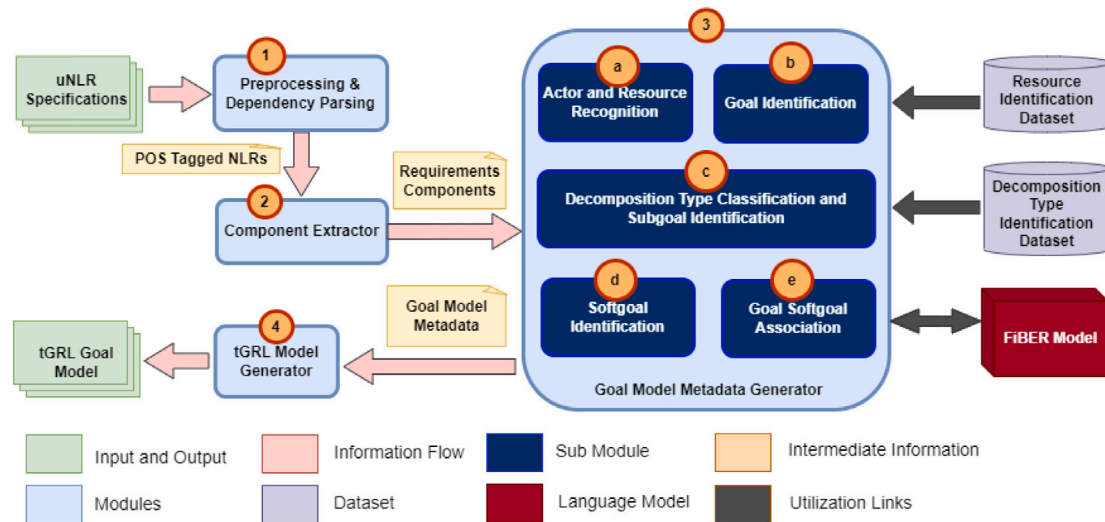 uNLR
Specifications
1
Preprocessing &
Dependency Parsing
POS Tagged NLRs
2
Component Extractor
Requirements
Components
3
a
Actor and Resource
Recognition
b
Goal Identification
c
Decomposition Type Classification and
Subgoal Identification
d
Softgoal
Identification
e
Goal Softgoal
Association
Goal Model Metadata Generator
Resource
Identification
Dataset
Decomposition
Type
Identification
Dataset
FiBER Model
Goal Model
Metadata
4
tGRL Model
Generator
tGRL Goal
Model
Input and Output
Information Flow
Sub Module
Intermediate Information
Modules
Dataset
Language Model
Utilization Links